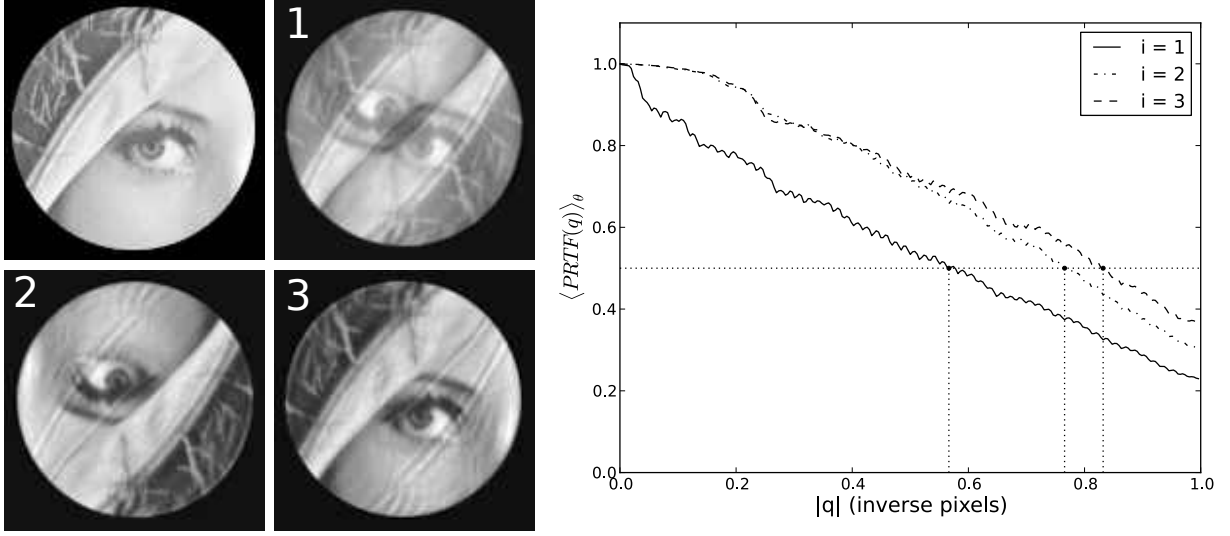 1
2
3
⟨PRTF(q)⟩_θ
1.0
0.8
0.6
0.4
0.2
0.0
0.0 0.2 0.4 0.6 0.8 1.0
|q| (inverse pixels)
i = 1
i = 2
i = 3